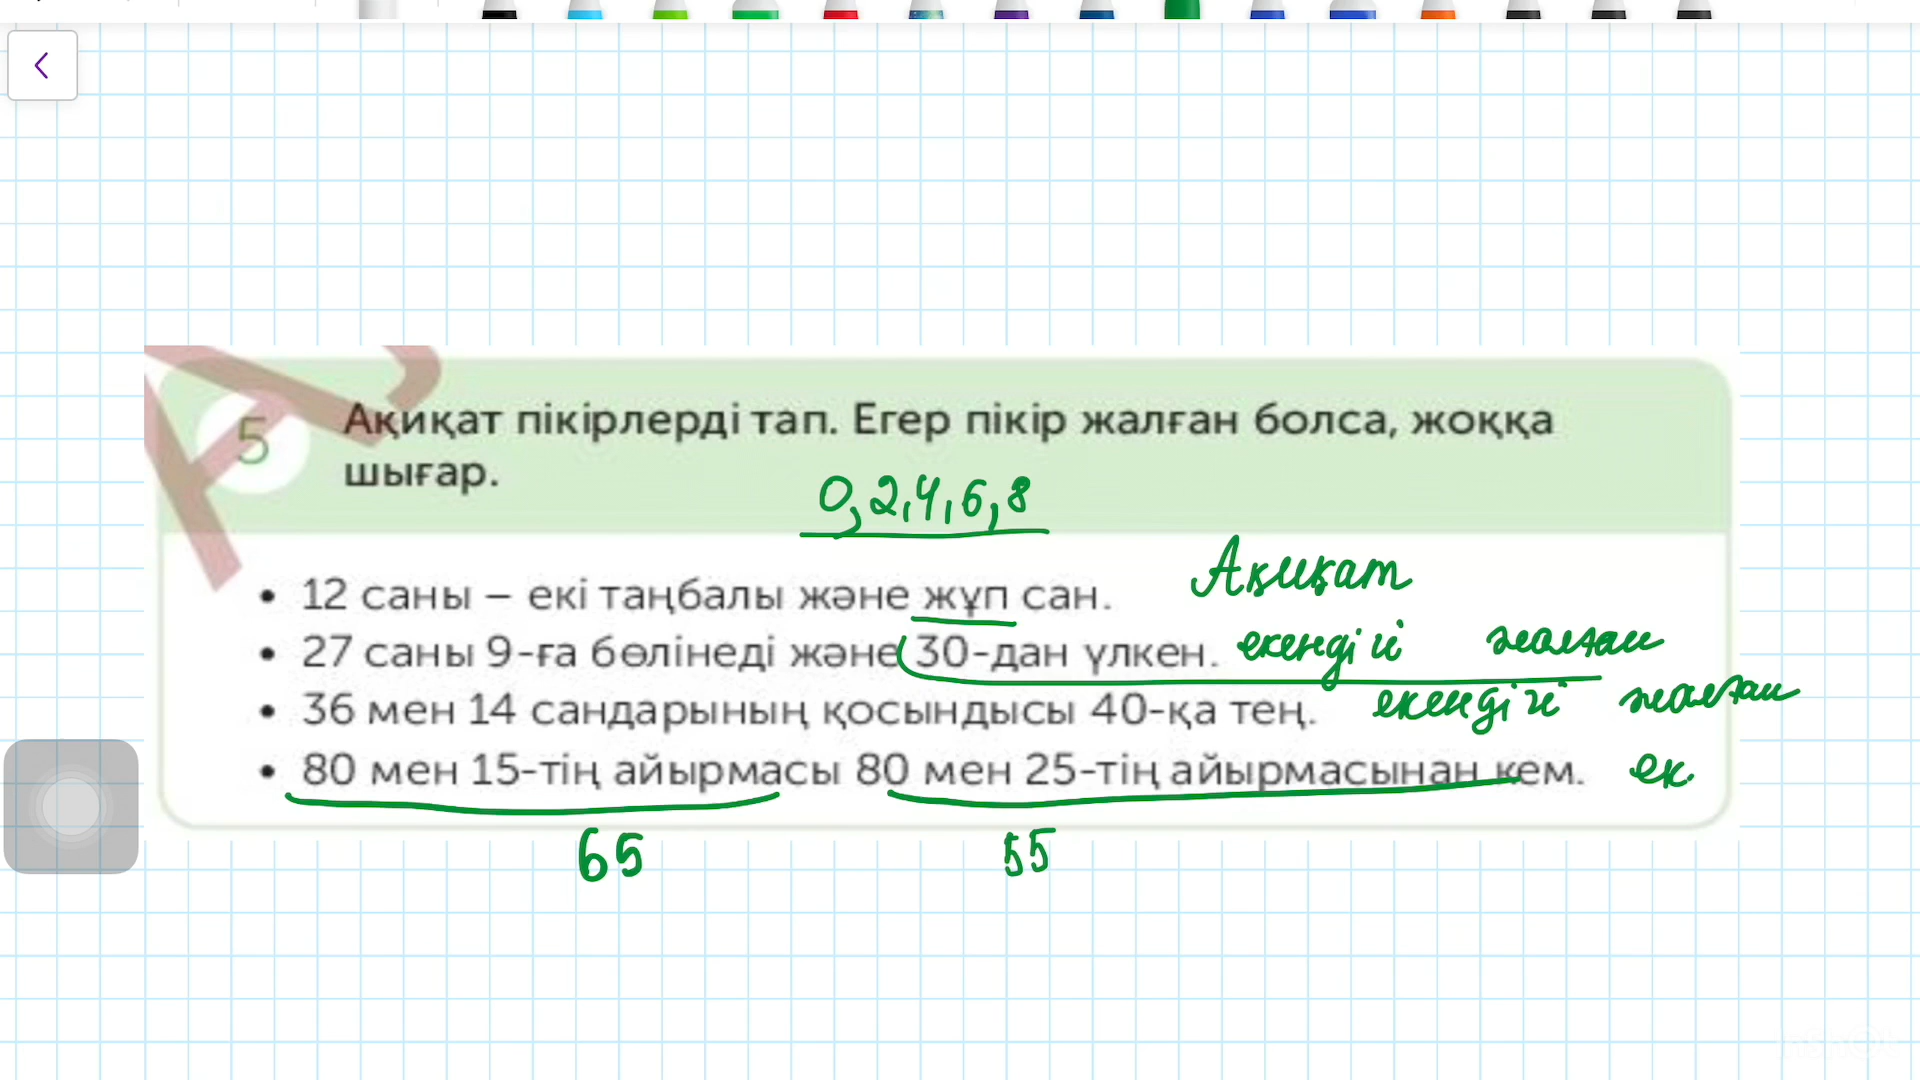 5 Ақиқат пікірлерді тап. Егер пікір жалған болса, жоққа
шығар.
0, 2, 4, 6, 8
• 12 саны – екі таңбалы және жұп сан. Ақиқат
• 27 саны 9-ға бөлінеді және 30-дан үлкен. екендігі жалған
• 36 мен 14 сандарының қосындысы 40-қа тең. екендігі жалған
• 80 мен 15-тің айырмасы 80 мен 25-тің айырмасынан кем. ек
65 55